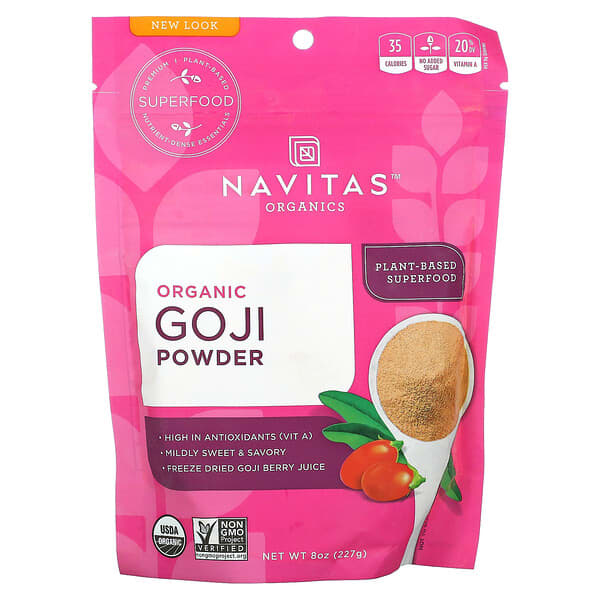 NEW LOOK
PREMIUM | PLANT-BASED
SUPERFOOD
NUTRIENT-DENSE ESSENTIALS
35
CALORIES
NO ADDED
SUGAR
20% DV
VITAMIN A
NAVITAS™
ORGANICS
PLANT-BASED
SUPERFOOD
ORGANIC
GOJI
POWDER
• HIGH IN ANTIOXIDANTS (VIT A)
• MILDLY SWEET & SAVORY
• FREEZE DRIED GOJI BERRY JUICE
USDA
ORGANIC
NON
GMO
Project
VERIFIED
nongmoproject.org
NET WT 8oz (227g)